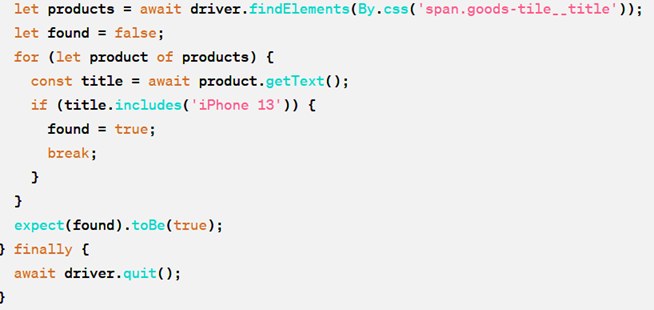 let products = await driver.findElements(By.css('span.goods-tile__title'));
let found = false;
for (let product of products) {
const title = await product.getText();
if (title.includes('iPhone 13')) {
found = true;
break;
}
}
expect(found).toBe(true);
} finally {
await driver.quit();
}